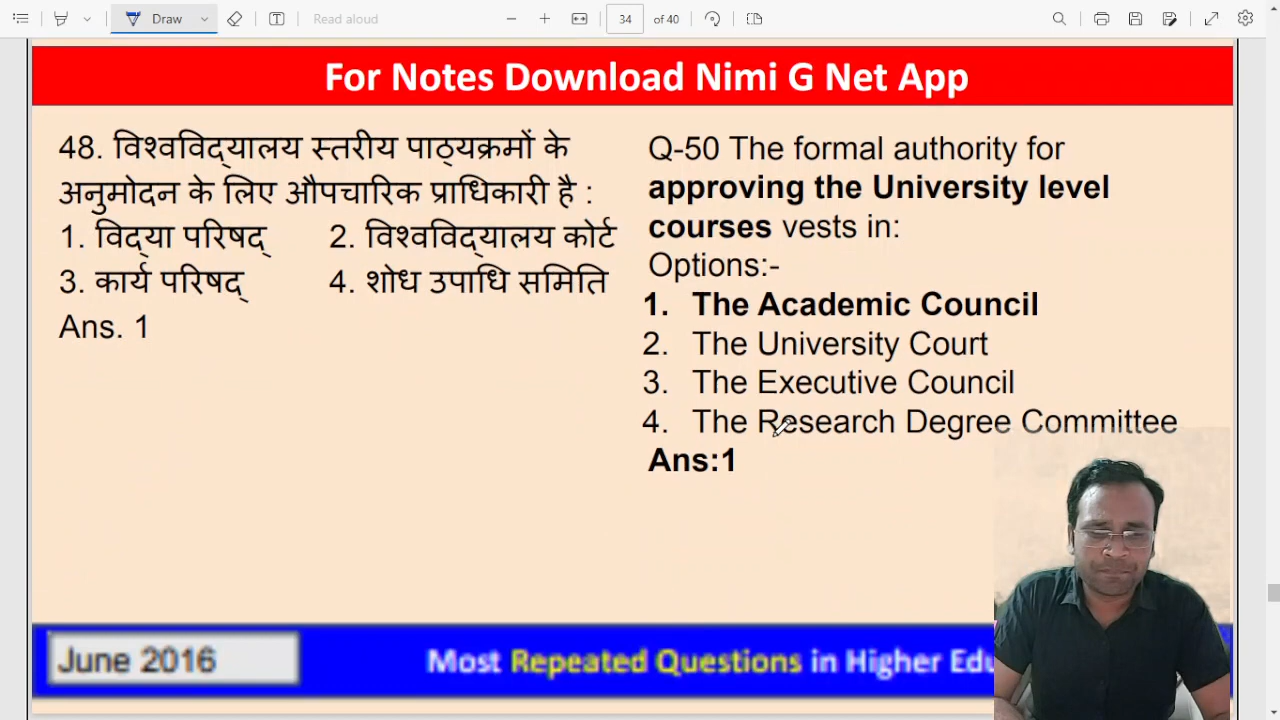 Draw
Read aloud
34
of 40
For Notes Download Nimi G Net App
48. विश्वविद्यालय स्तरीय पाठ्यक्रमों के
अनुमोदन के लिए औपचारिक प्राधिकारी है :
1. विद्या परिषद् 2. विश्वविद्यालय कोर्ट
3. कार्य परिषद् 4. शोध उपाधि समिति
Ans. 1
Q-50 The formal authority for
approving the University level
courses vests in:
Options:-
1. The Academic Council
2. The University Court
3. The Executive Council
4. The Research Degree Committee
Ans:1
June 2016
Most Repeated Questions in Higher Edu